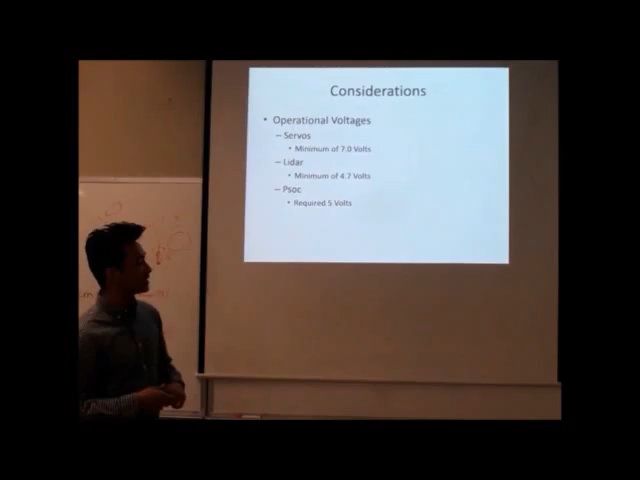 Considerations
• Operational Voltages
– Servos
• Minimum of 7.0 Volts
– Lidar
• Minimum of 4.7 Volts
– Psoc
• Required 5 Volts